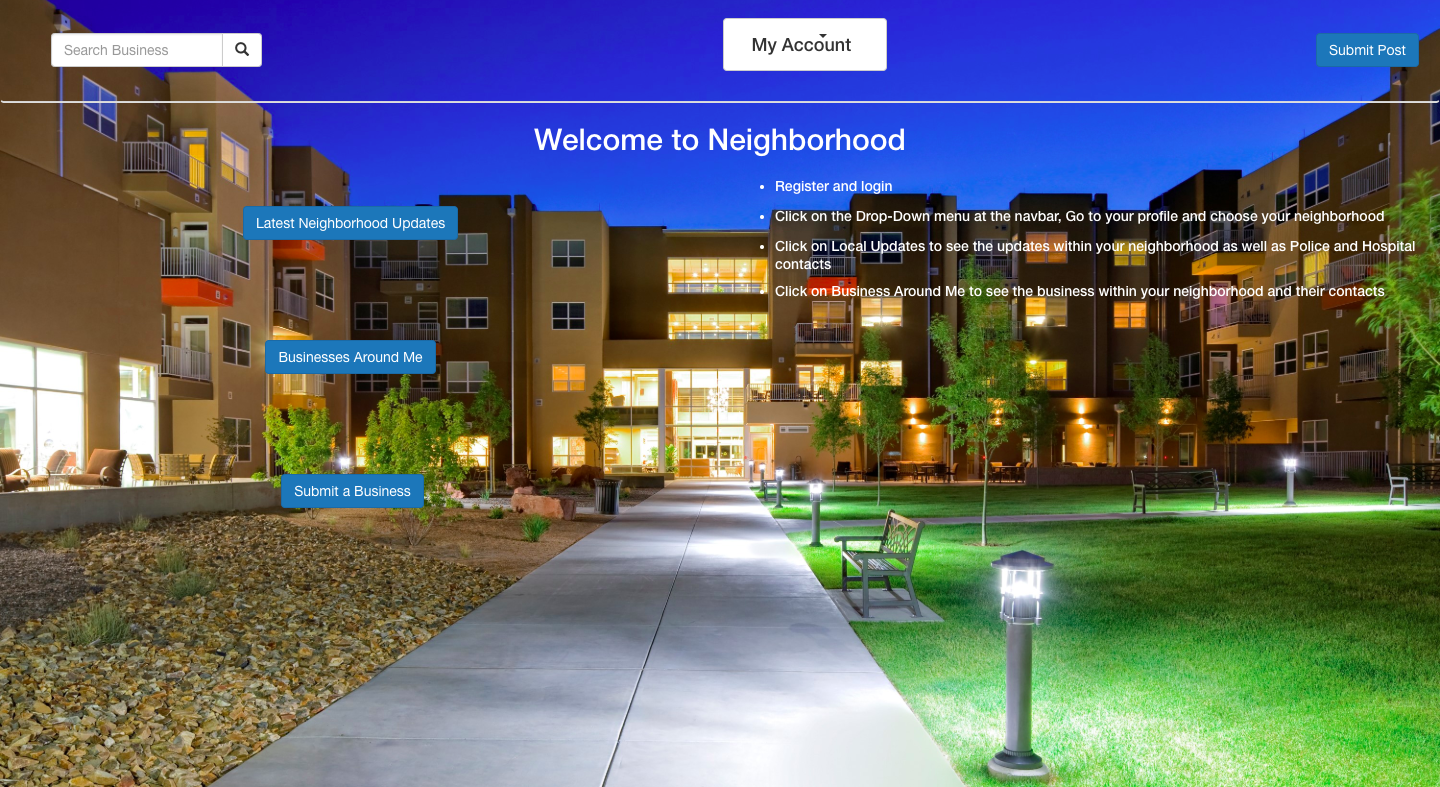 Search Business
My Account
Submit Post
Welcome to Neighborhood
Register and login
Click on the Drop-Down menu at the navbar, Go to your profile and choose your neighborhood
Click on Local Updates to see the updates within your neighborhood as well as Police and Hospital
contacts
Click on Business Around Me to see the business within your neighborhood and their contacts
Latest Neighborhood Updates
Businesses Around Me
Submit a Business